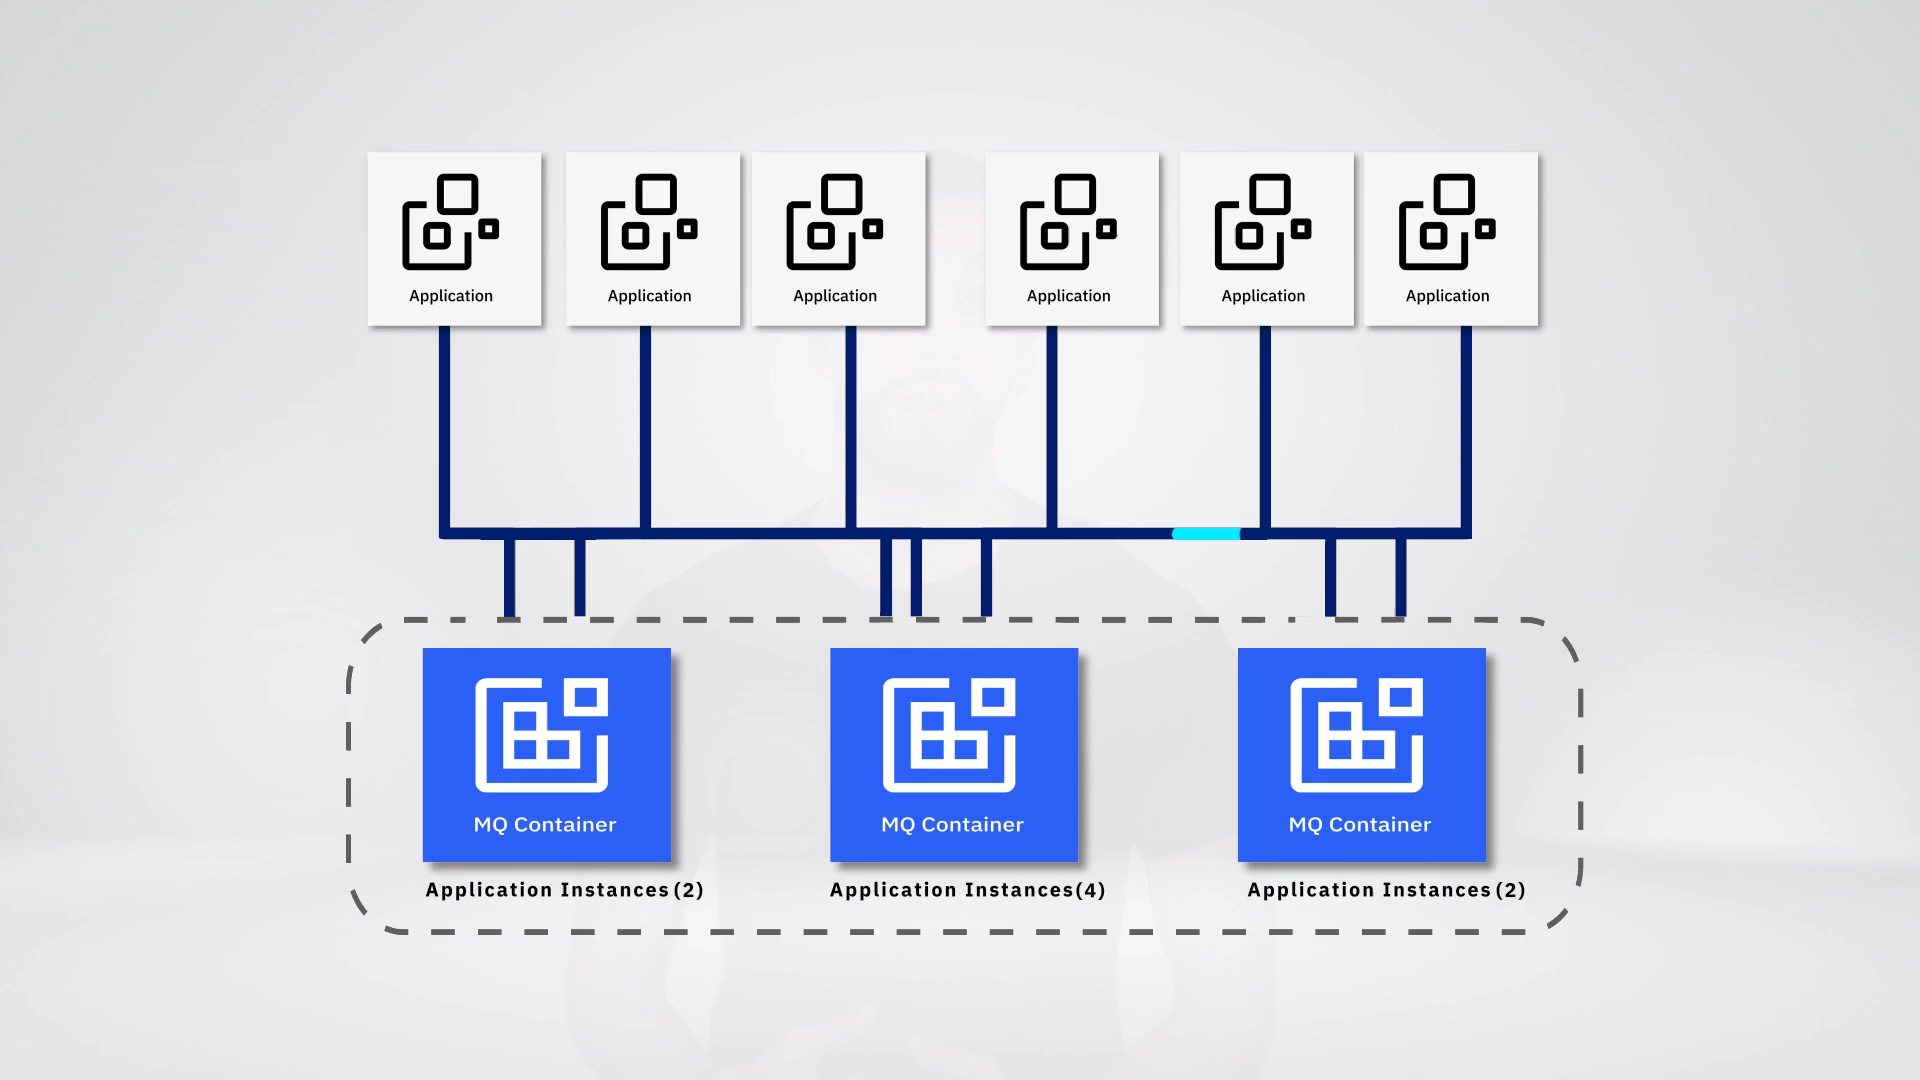 Application
Application
Application
Application
Application
Application
MQ Container
MQ Container
MQ Container
Application Instances (2)
Application Instances(4)
Application Instances (2)